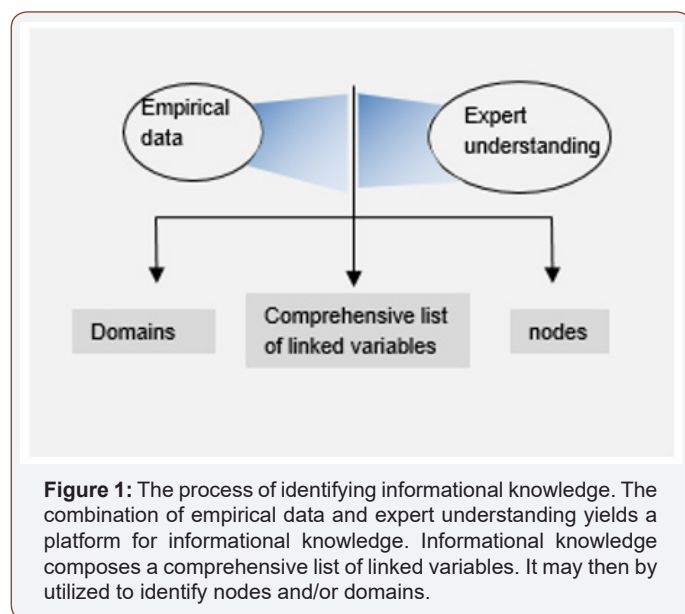 Empirical
data
Expert
understanding
Domains
Comprehensive list
of linked variables
nodes
Figure 1: The process of identifying informational knowledge. The
combination of empirical data and expert understanding yields a
platform for informational knowledge. Informational knowledge
composes a comprehensive list of linked variables. It may then by
utilized to identify nodes and/or domains.